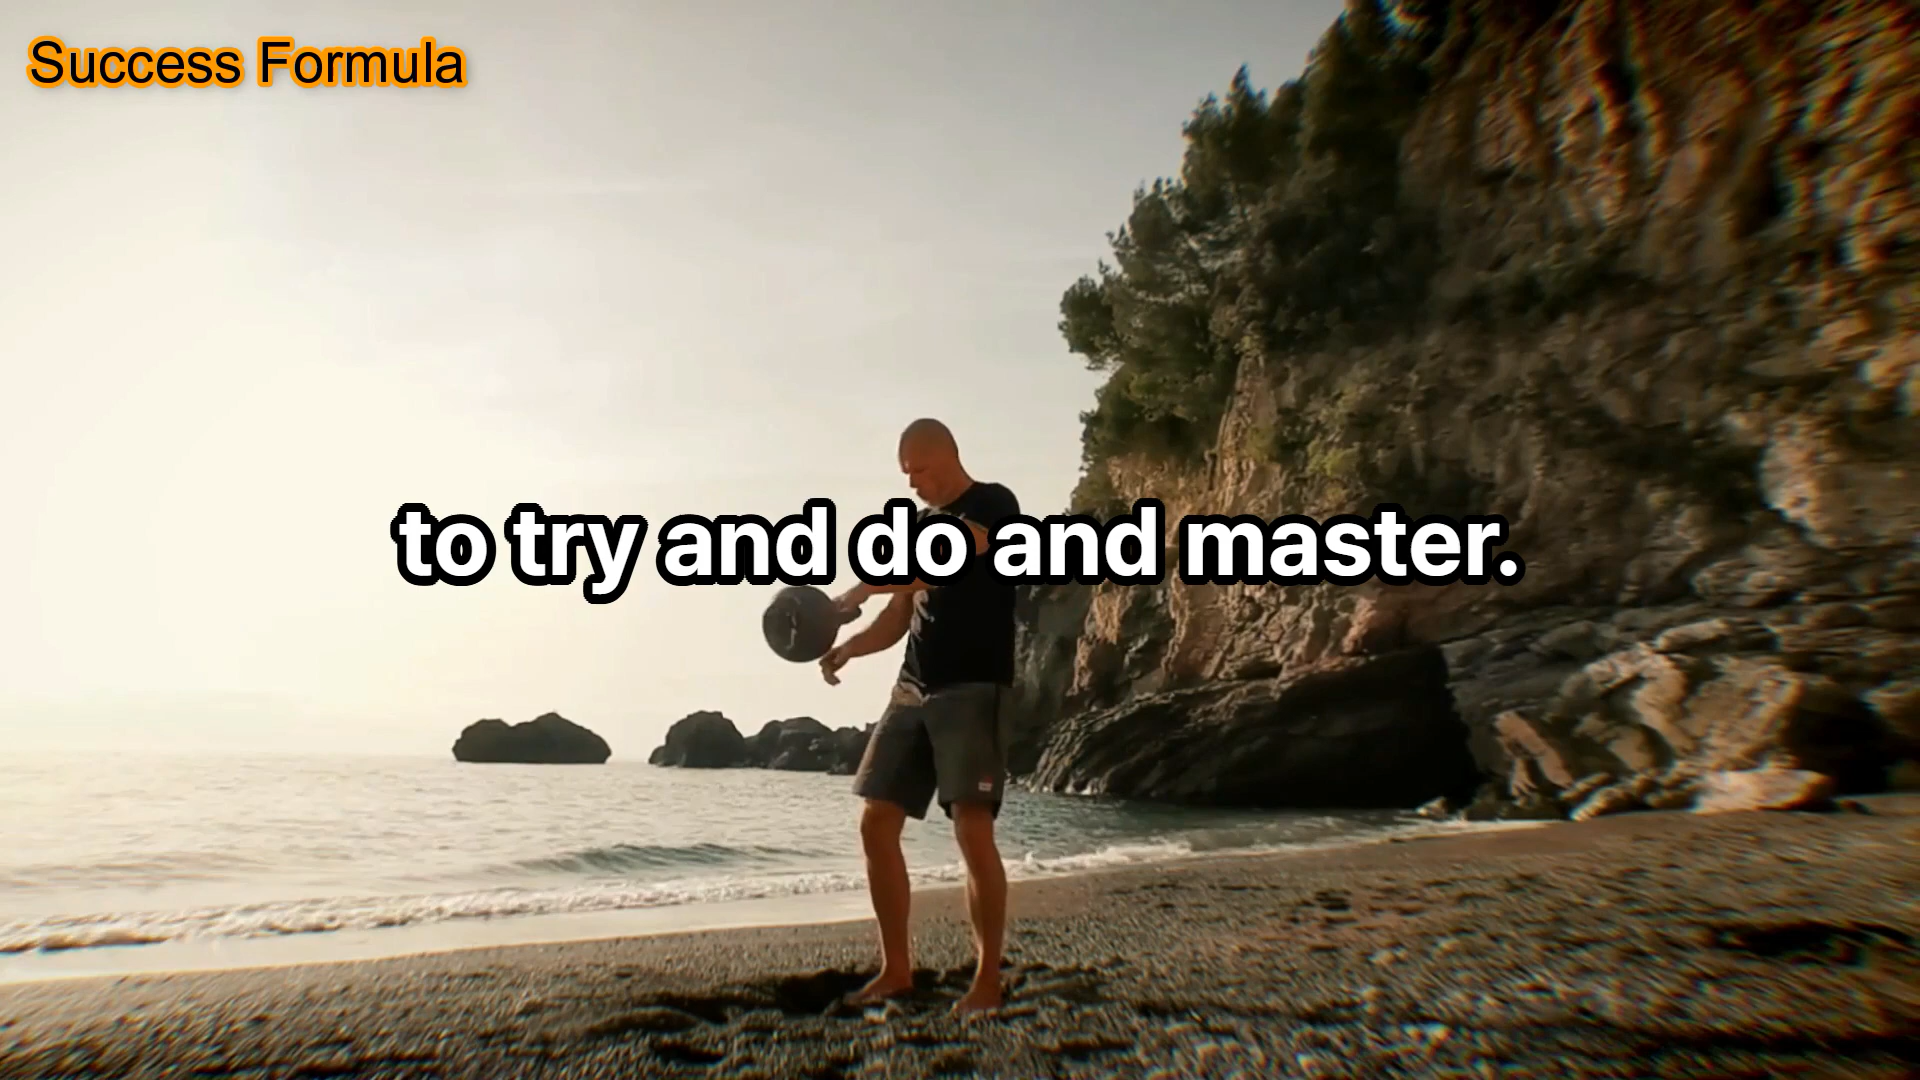 Success Formula
to try and do and master.